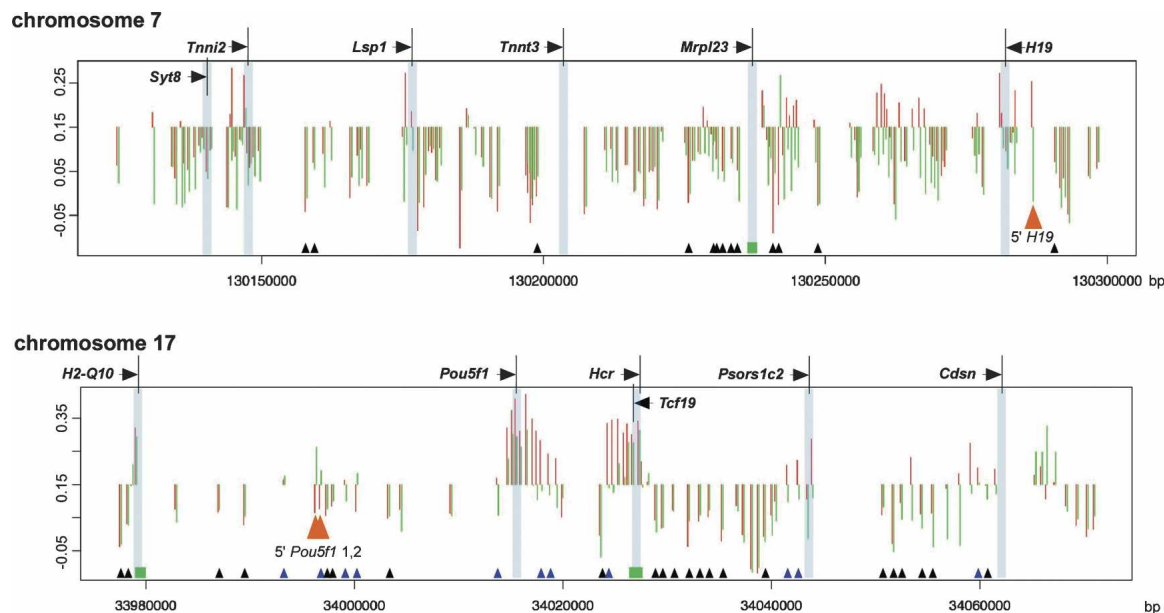 chromosome 7
Tnni2
Lsp1
Tnnt3
Mrpl23
H19
Syt8
0.25
0.15
0.05
-0.05
5' H19
130150000
130200000
130250000
130300000 bp
chromosome 17
H2-Q10
Pou5f1
Hcr
Psors1c2
Cdsn
Tcf19
0.35
0.15
-0.05
5' Pou5f1 1,2
33980000
34000000
34020000
34040000
34060000
bp